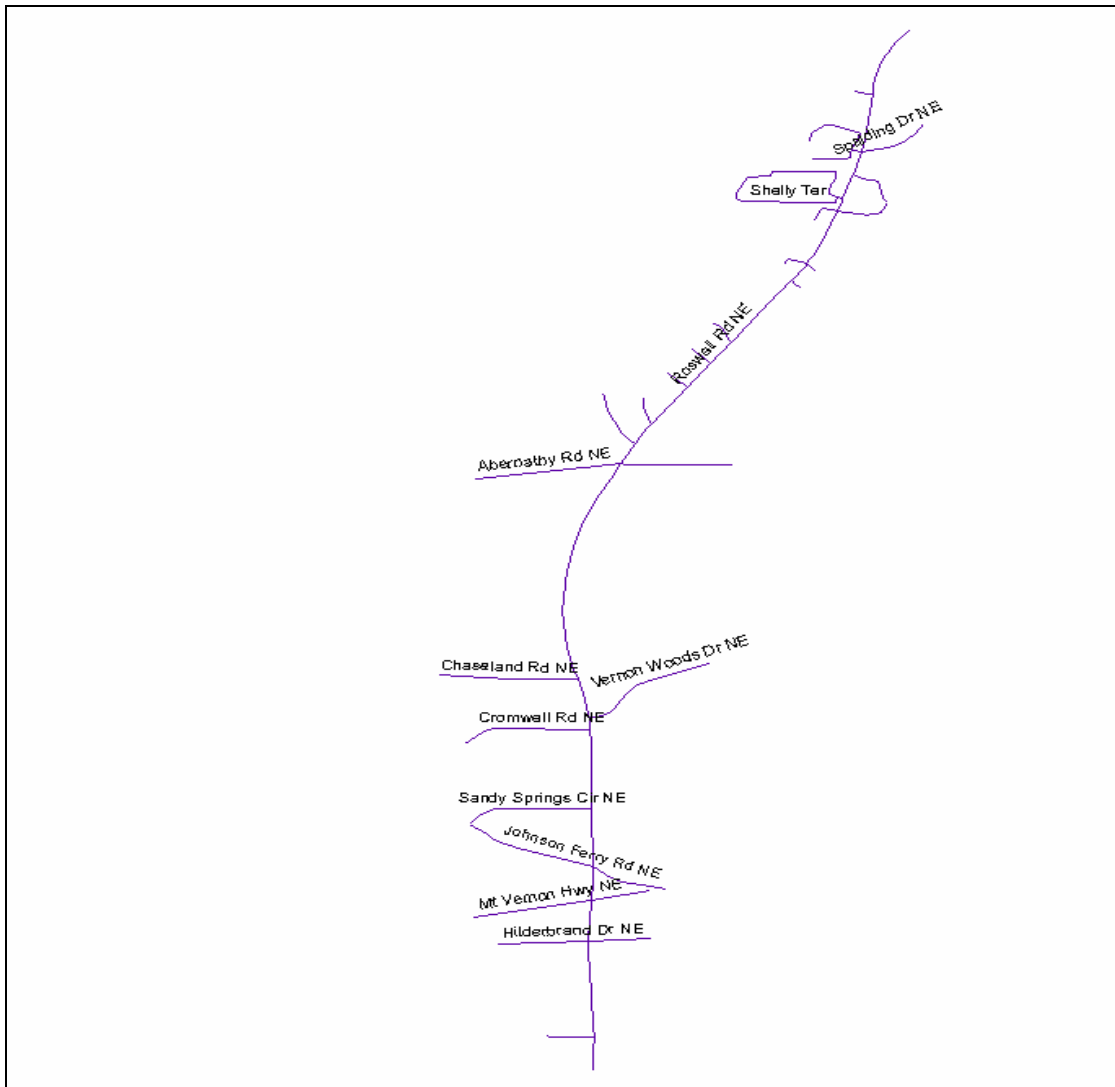 Spalding Dr NE
Shelly Ter
Roswell Rd NE
Abernathy Rd NE
Chaseland Rd NE
Vernon Woods Dr NE
Cromwell Rd NE
Sandy Springs Cir NE
Johnson Ferry Rd NE
Mt Vernon Hwy NE
Hilderbrand Dr NE